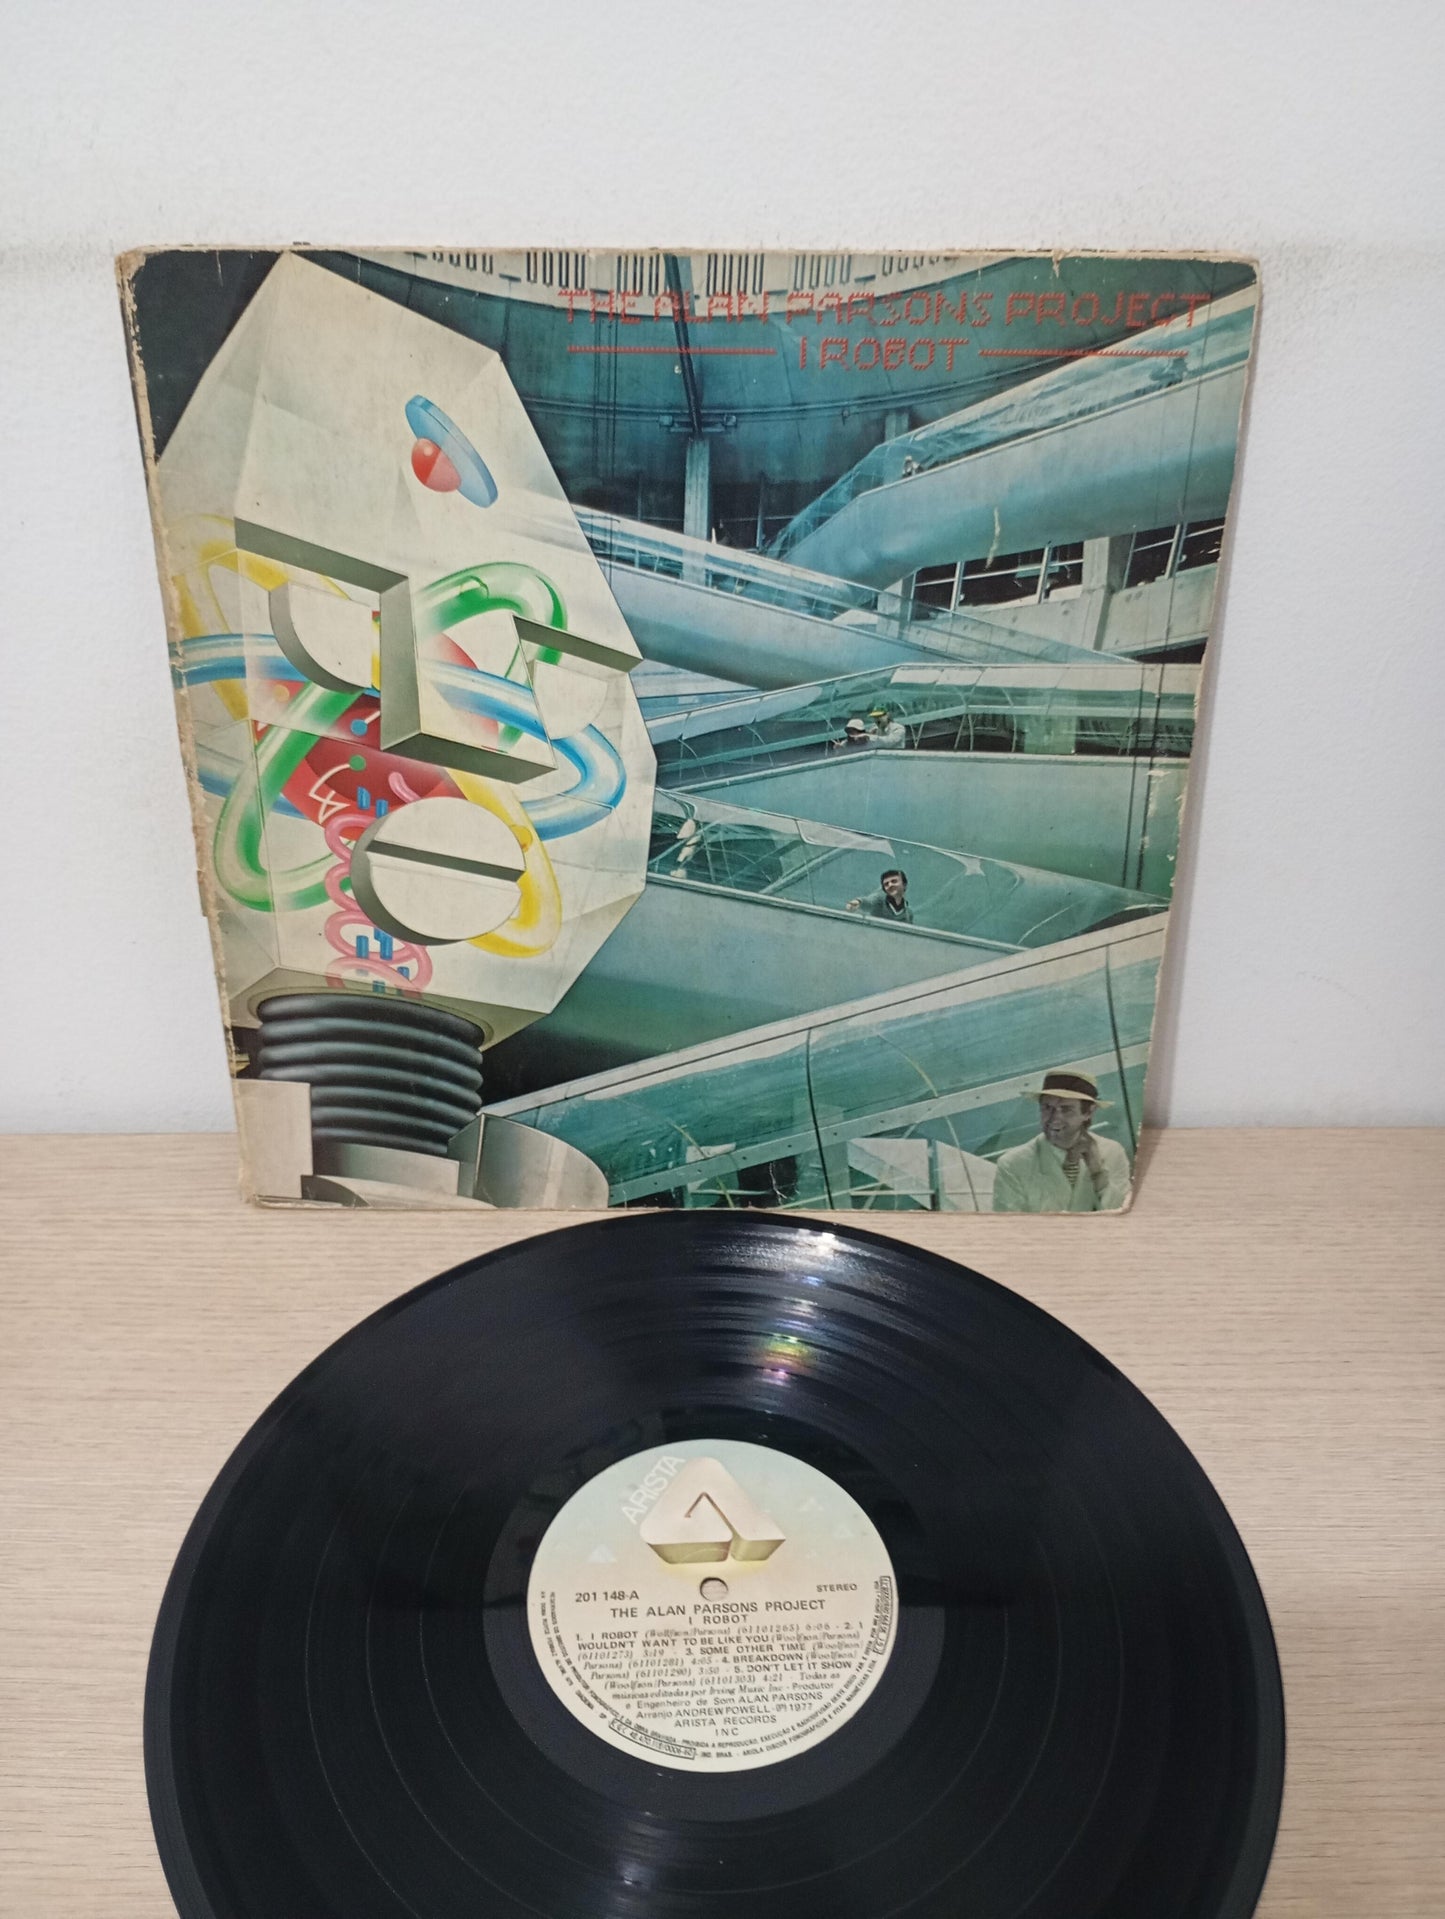 THE ALAN PARSONS PROJECT
I ROBOT
ARISTA
201 148-A
STEREO
THE ALAN PARSONS PROJECT
I ROBOT
1. I ROBOT (Wolfson/Parsons) (61101265) 6:06 - 2. I
WOULDN'T WANT TO BE LIKE YOU (Woolfson/Parsons)
(61101273) 3:19 - 3. SOME OTHER TIME (Woolfson/
Parsons) (61101281) 4:05 - 4. BREAKDOWN (Woolfson/
Parsons) (61101290) 3:50 - 5. DON'T LET IT SHOW
(Woolfson/Parsons) (61101303) 4:21 - Todas as
músicas editadas por Irving Music Inc - Produtor
e Engenheiro de Som ALAN PARSONS
Arranjo ANDREW POWELL - ℗ 1977
ARISTA RECORDS
INC